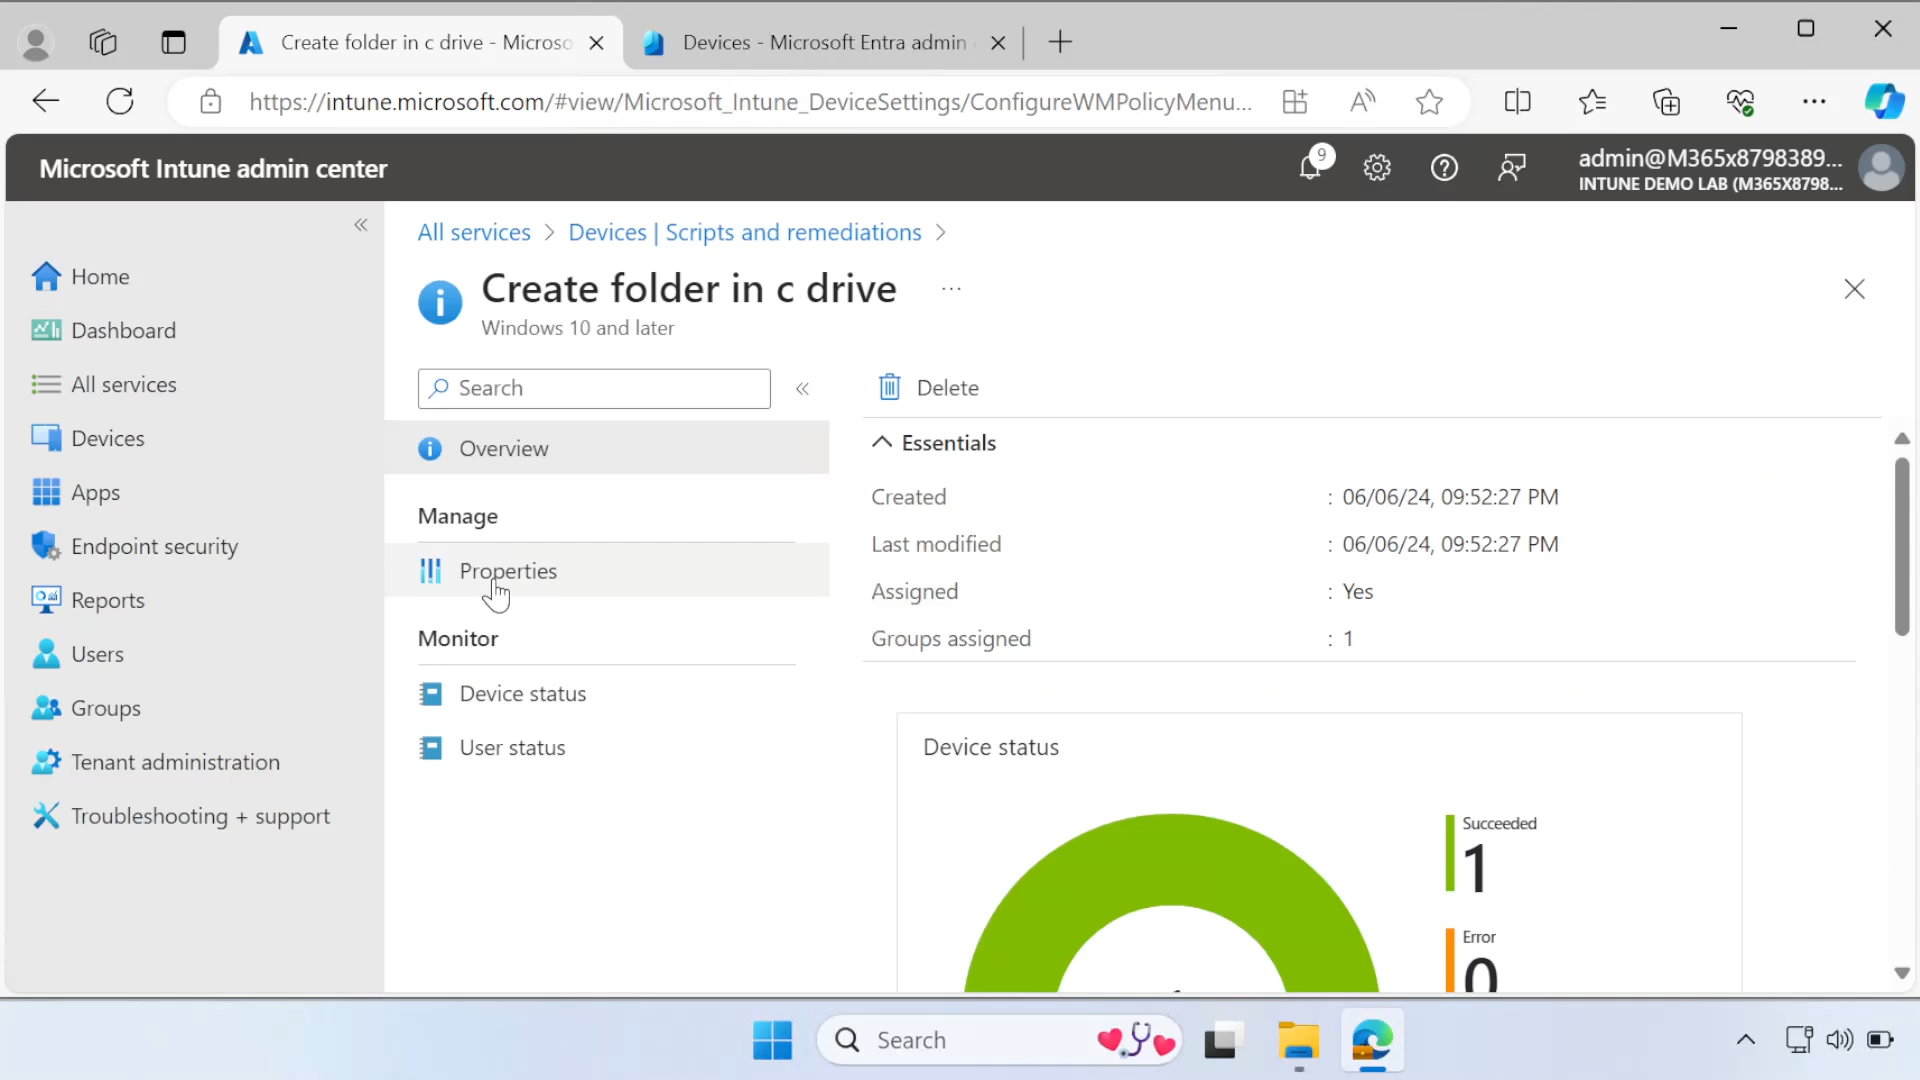 Create folder in c drive - Microso
Devices - Microsoft Entra admin
https://intune.microsoft.com/#view/Microsoft_Intune_DeviceSettings/ConfigureWMPolicyMenu...
Microsoft Intune admin center
9
admin@M365x8798389...
INTUNE DEMO LAB (M365X8798...
All services > Devices | Scripts and remediations >
Create folder in c drive ...
Windows 10 and later
Home
Dashboard
All services
Devices
Apps
Endpoint security
Reports
Users
Groups
Tenant administration
Troubleshooting + support
Search
Overview
Manage
Properties
Monitor
Device status
User status
Delete
Essentials
Created : 06/06/24, 09:52:27 PM
Last modified : 06/06/24, 09:52:27 PM
Assigned : Yes
Groups assigned : 1
Device status
Succeeded
1
Error
0
Search